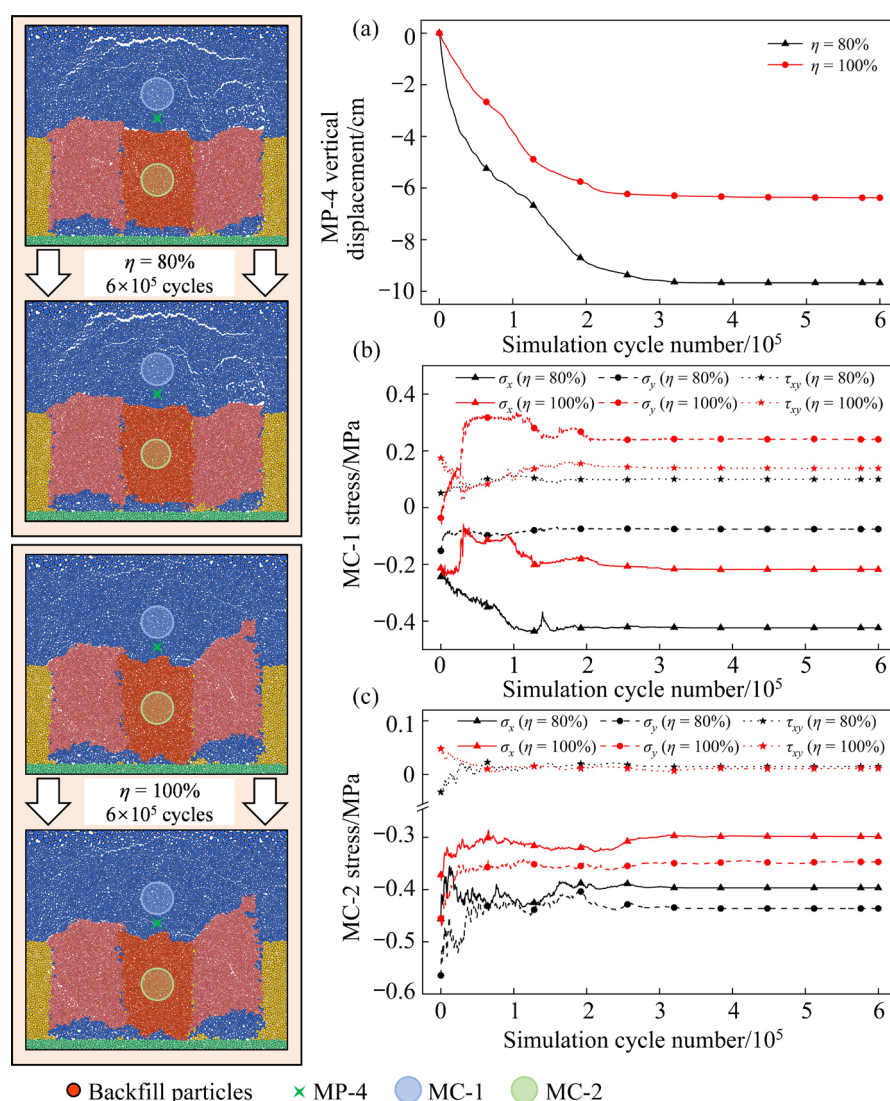 η = 80%
6×10⁵ cycles
η = 100%
6×10⁵ cycles
(a)
η = 80%
η = 100%
0
−2
−4
−6
−8
−10
MP-4 vertical
displacement/cm
0 1 2 3 4 5 6
Simulation cycle number/10⁵
(b)
σx (η = 80%) σy (η = 80%) τxy (η = 80%)
σx (η = 100%) σy (η = 100%) τxy (η = 100%)
0.4
0.2
0
−0.2
−0.4
MC-1 stress/MPa
0 1 2 3 4 5 6
Simulation cycle number/10⁵
(c)
σx (η = 80%) σy (η = 80%) τxy (η = 80%)
σx (η = 100%) σy (η = 100%) τxy (η = 100%)
0.1
0
−0.3
−0.4
−0.5
−0.6
MC-2 stress/MPa
0 1 2 3 4 5 6
Simulation cycle number/10⁵
Backfill particles MP-4 MC-1 MC-2